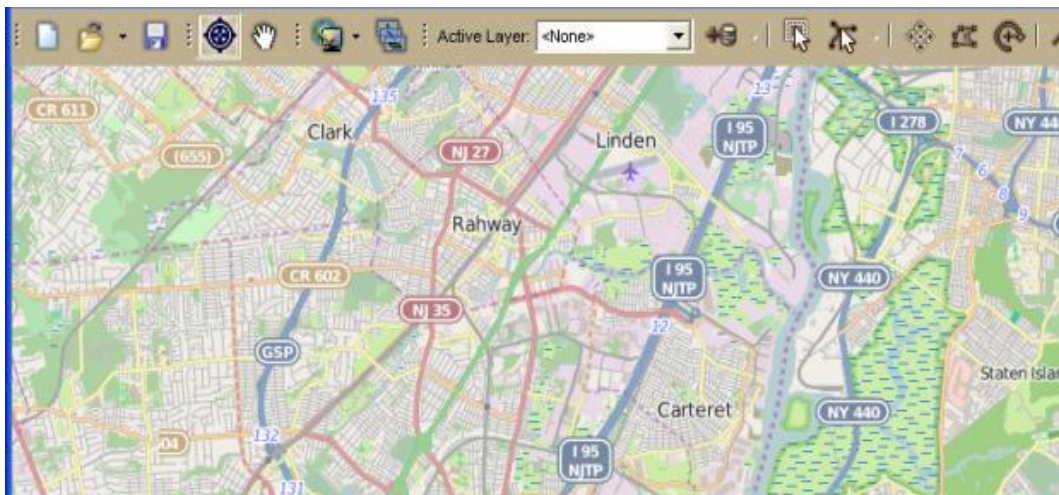 Active Layer: <None>
135
13
CR 611
Clark
Linden
I 95
NJTP
I 278
NY 44
(655)
NJ 27
7
6
8
9
Rahway
CR 602
I 95
NJTP
NY 440
NJ 35
12
GSP
Staten Islan
Carteret
NY 440
04
132
I 95
NJTP
131